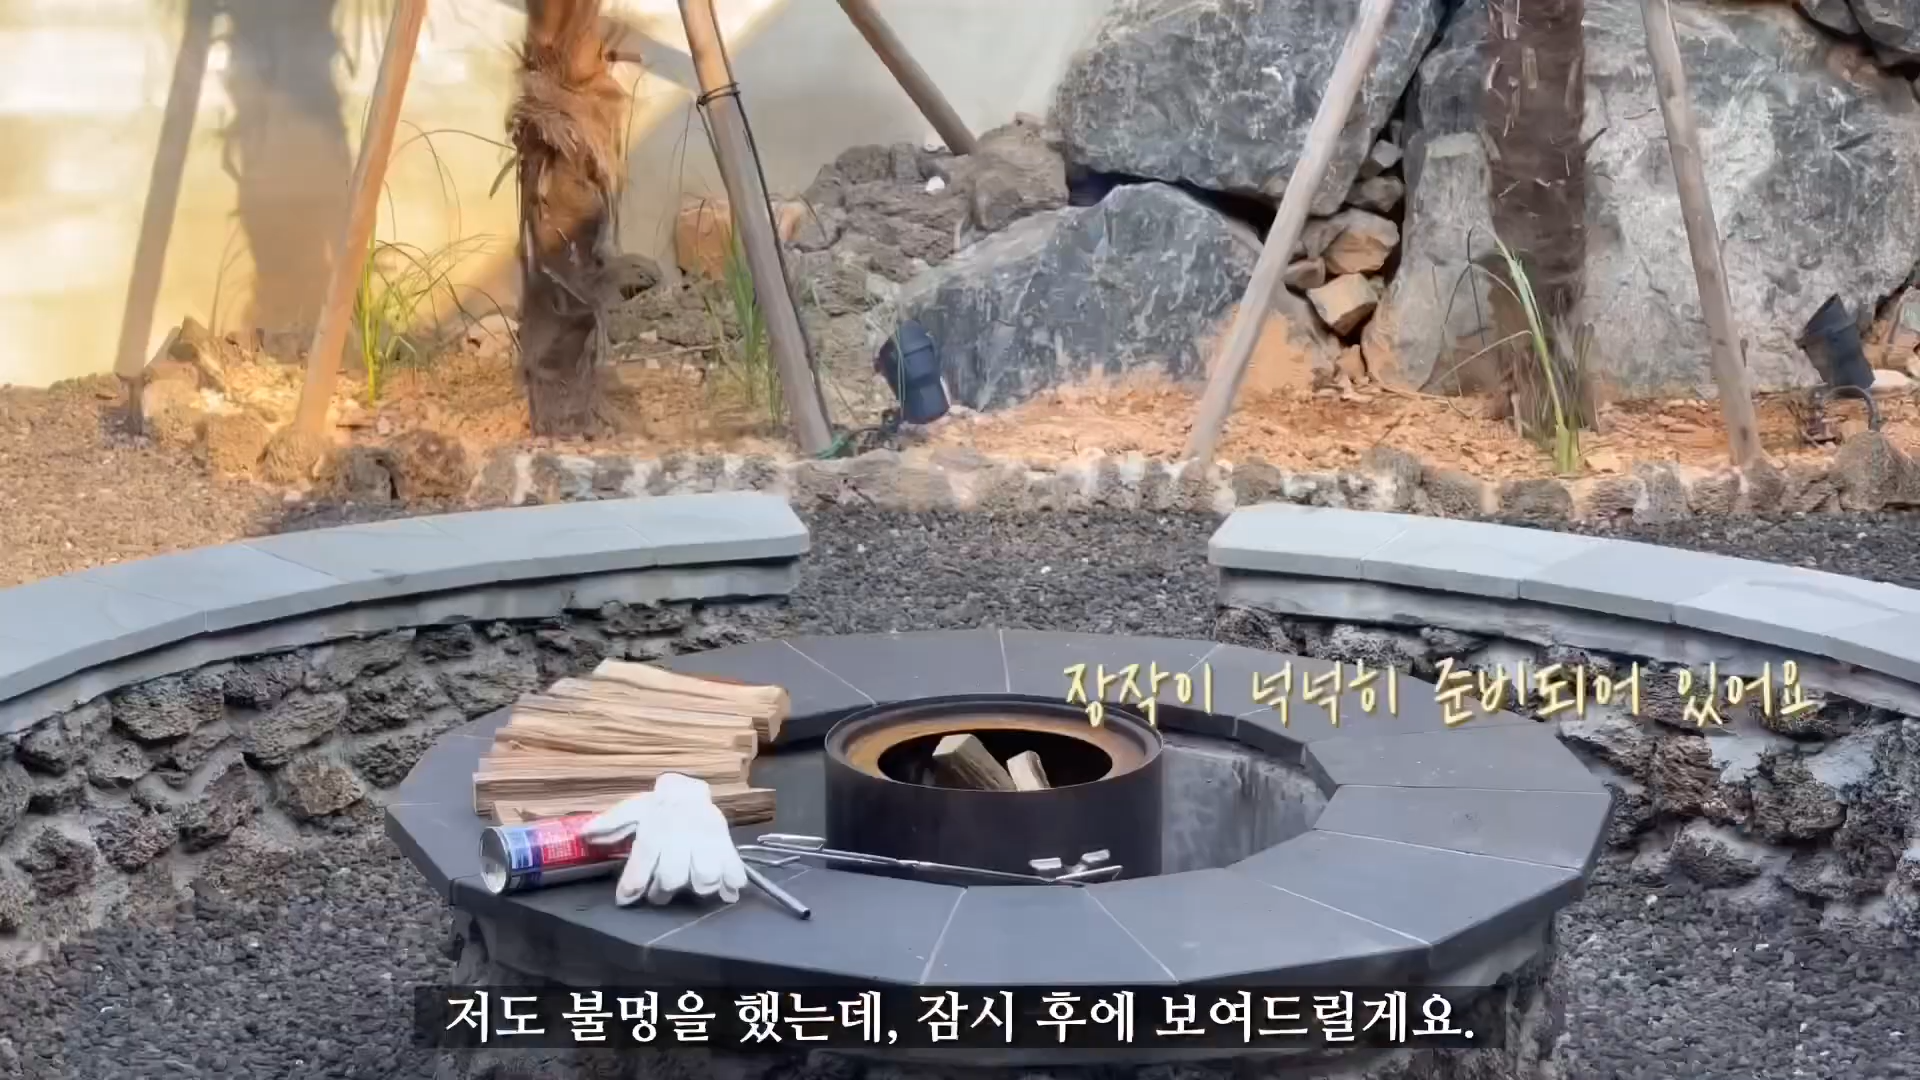 장작이 넉넉히 준비되어 있어요
저도 불멍을 했는데, 잠시 후에 보여드릴게요.